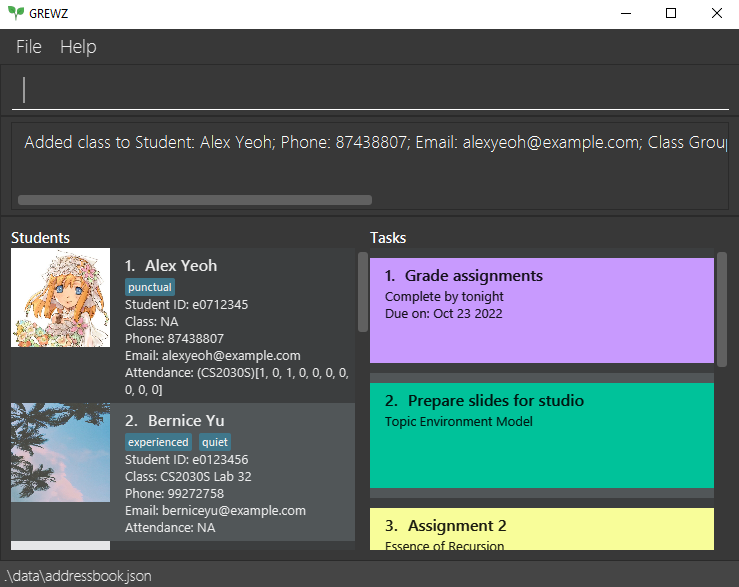 GREWZ
File Help
Added class to Student: Alex Yeoh; Phone: 87438807; Email: alexyeoh@example.com; Class Group
Students
1. Alex Yeoh
punctual
Student ID: e0712345
Class: NA
Phone: 87438807
Email: alexyeoh@example.com
Attendance: (CS2030S)[1, 0, 1, 0, 0, 0, 0,
0, 0, 0]
2. Bernice Yu
experienced quiet
Student ID: e0123456
Class: CS2030S Lab 32
Phone: 99272758
Email: berniceyu@example.com
Attendance: NA
Tasks
1. Grade assignments
Complete by tonight
Due on: Oct 23 2022
2. Prepare slides for studio
Topic Environment Model
3. Assignment 2
Essence of Recursion
.\data\addressbook.json